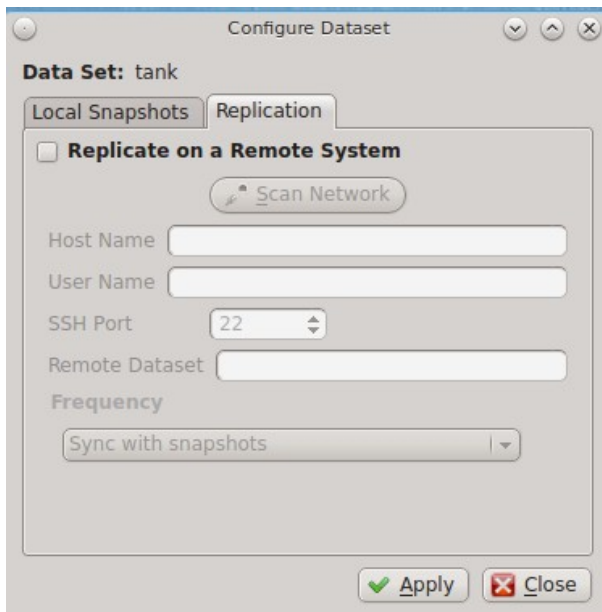 Configure Dataset
Data Set: tank
Local Snapshots Replication
Replicate on a Remote System
Scan Network
Host Name
User Name
SSH Port 22
Remote Dataset
Frequency
Sync with snapshots
Apply Close